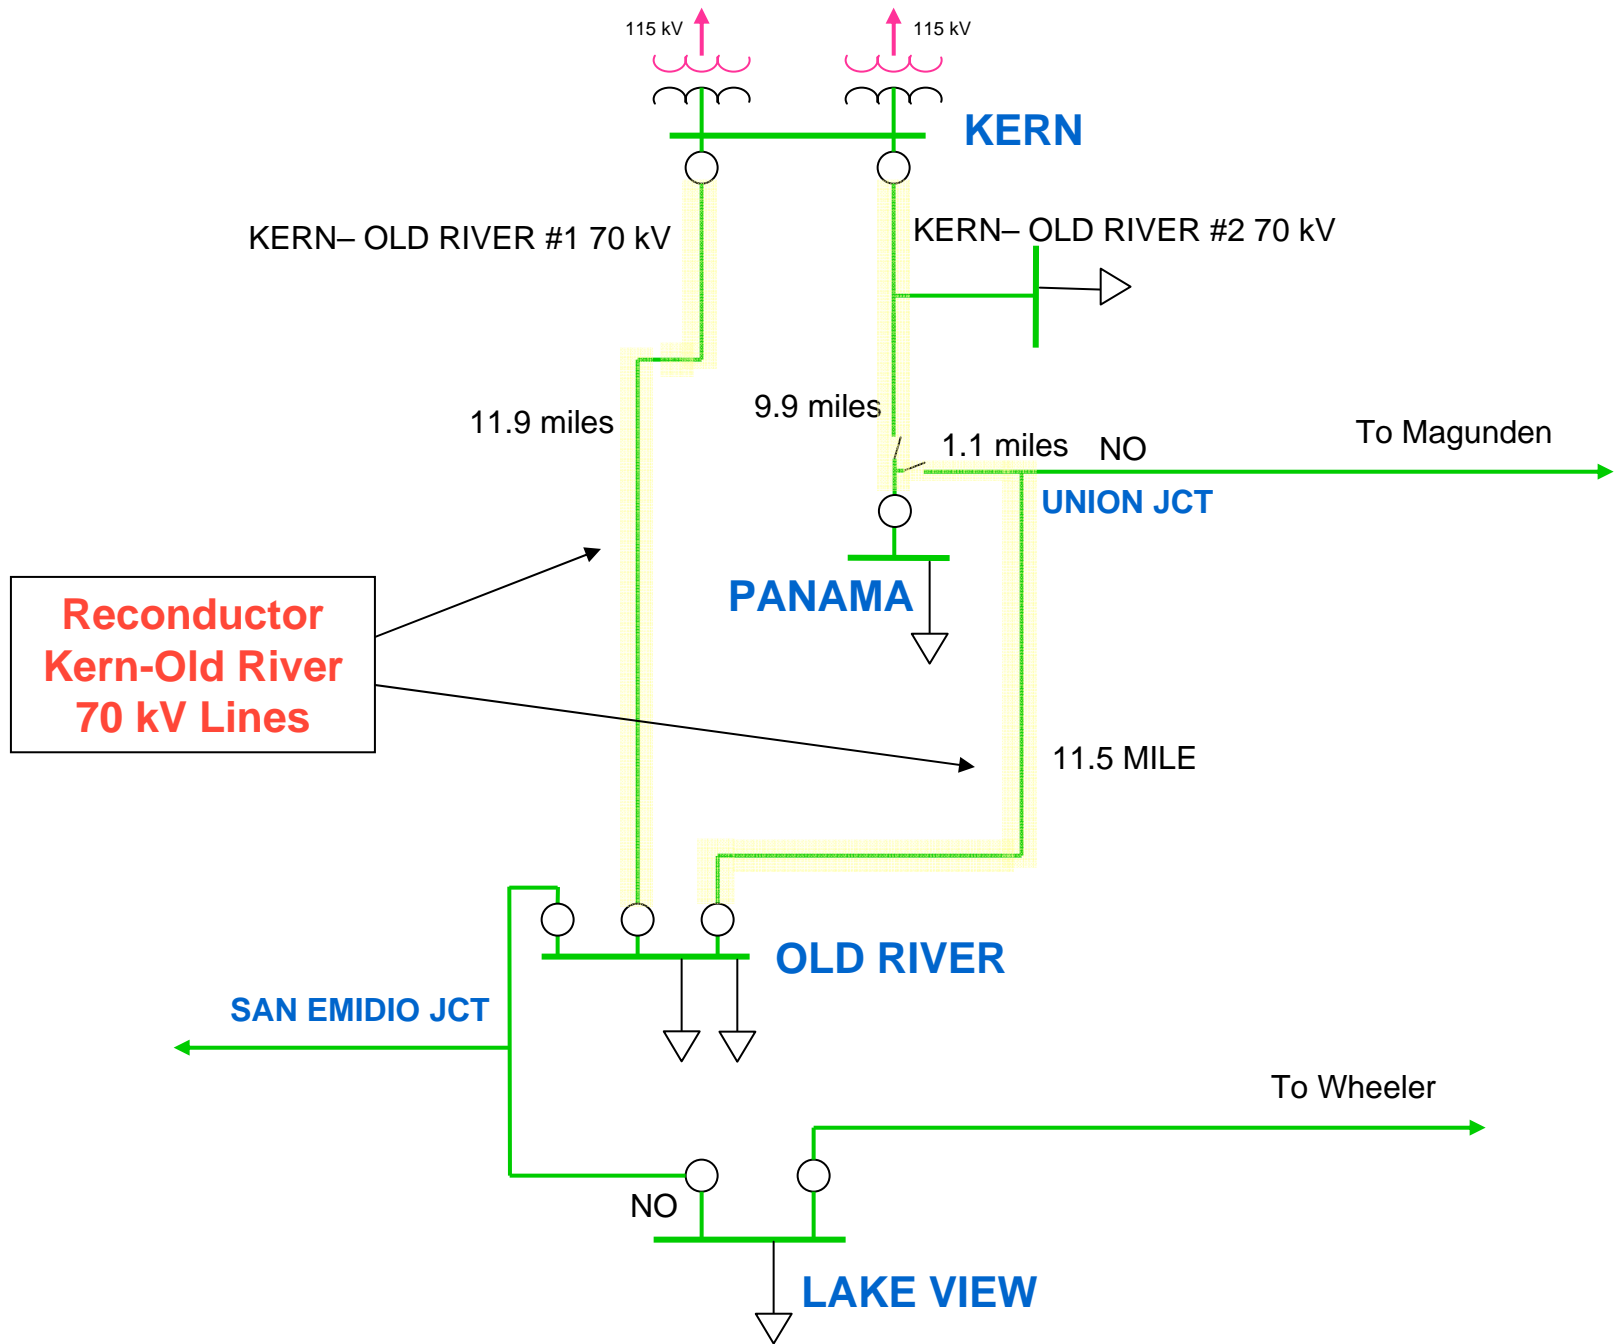 115 kV
115 kV
KERN
KERN– OLD RIVER #1 70 kV
KERN– OLD RIVER #2 70 kV
11.9 miles
9.9 miles
1.1 miles
NO
To Magunden
UNION JCT
PANAMA
Reconductor
Kern-Old River
70 kV Lines
11.5 MILE
OLD RIVER
SAN EMIDIO JCT
To Wheeler
NO
LAKE VIEW